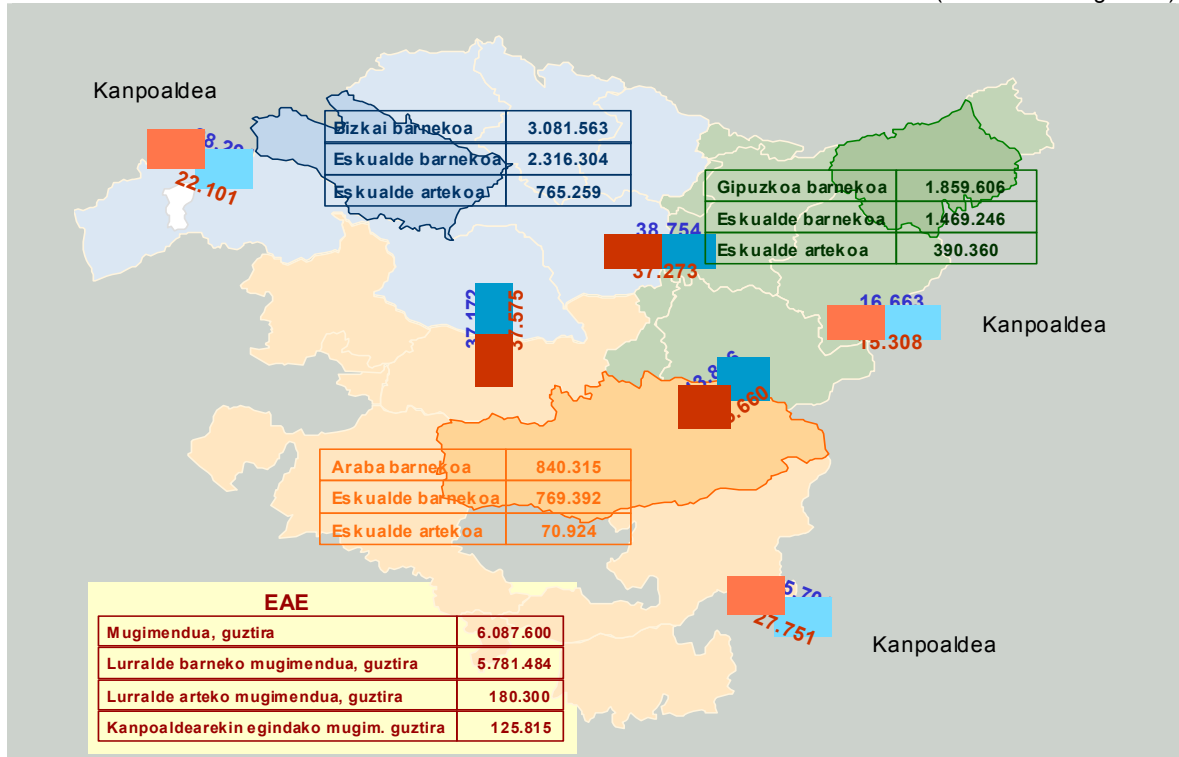 Kanpoaldea
22.101
Bizkai barnekoa 3.081.563
Eskualde barnekoa 2.316.304
Eskualde artekoa 765.259
Gipuzkoa barnekoa 1.859.606
Eskualde barnekoa 1.469.246
Eskualde artekoa 390.360
38.754
37.273
37.172
37.575
16.663
15.308
Kanpoaldea
Araba barnekoa 840.315
Eskualde barnekoa 769.392
Eskualde artekoa 70.924
27.751
Kanpoaldea
EAE
Mugimendua, guztira 6.087.600
Lurralde barneko mugimendua, guztira 5.781.484
Lurralde arteko mugimendua, guztira 180.300
Kanpoaldearekin egindako mugim. guztira 125.815